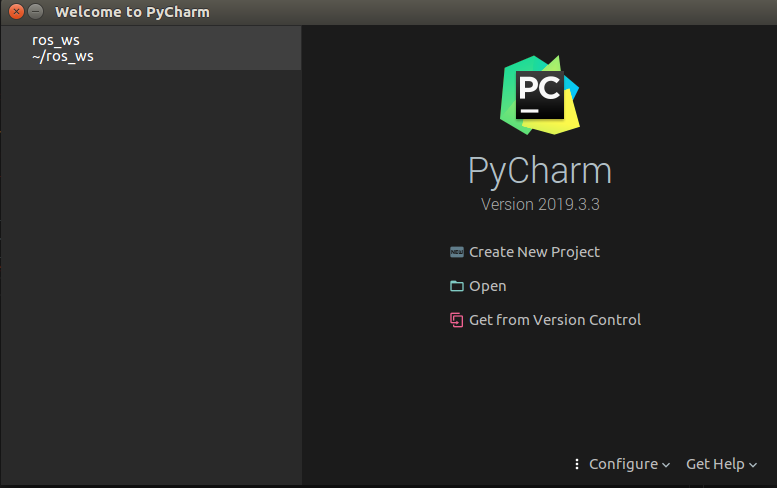 Welcome to PyCharm
ros_ws
~/ros_ws
PC
PyCharm
Version 2019.3.3
Create New Project
Open
Get from Version Control
Configure
Get Help